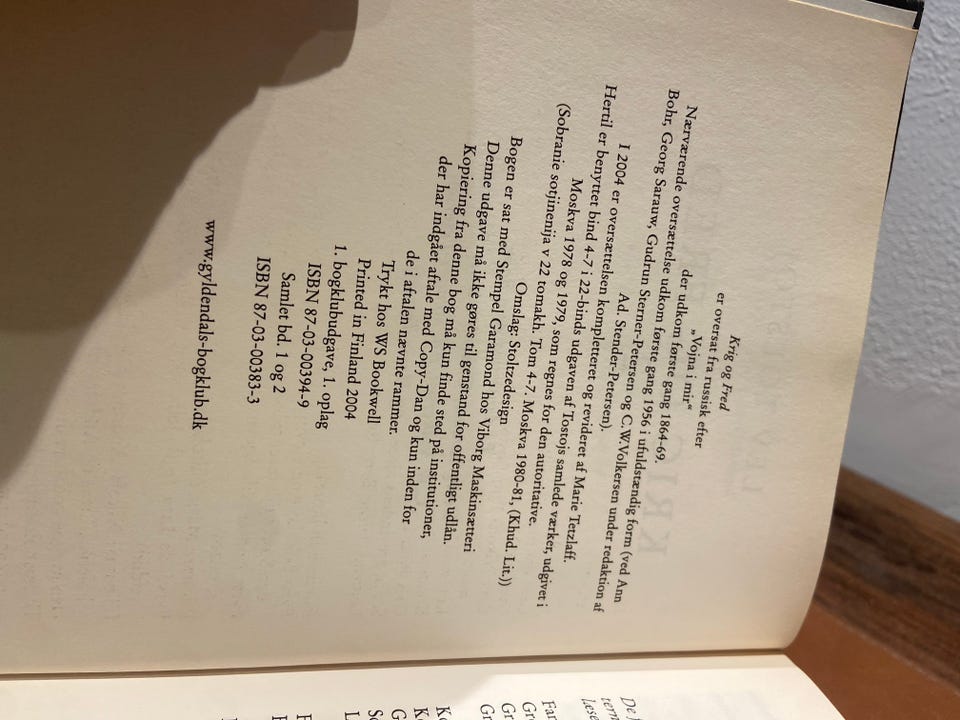 Krig og Fred
er oversat fra russisk efter
„Vojna i mir“
der udkom første gang 1864-69.
Nærværende oversættelse udkom første gang 1956 i ufuldstændig form (ved Ann
Bohr, Georg Sarauw, Gudrun Sterner-Petersen og C.W.Volkersen under redaktion af
Ad. Stender-Petersen).
I 2004 er oversættelsen kompletteret og revideret af Marie Tetzlaff.
Hertil er benyttet bind 4-7 i 22-binds udgaven af Tostojs samlede værker, udgivet i
Moskva 1978 og 1979, som regnes for den autoritative.
(Sobranie sotjinenija v 22 tomakh. Tom 4-7. Moskva 1980-81, (Khud. Lit.))
Omslag: Stoltzedesign
Bogen er sat med Stempel Garamond hos Viborg Maskinsætteri
Denne udgave må ikke gøres til genstand for offentligt udlån.
Kopiering fra denne bog må kun finde sted på institutioner,
der har indgået aftale med Copy-Dan og kun inden for
de i aftalen nævnte rammer.
Trykt hos WS Bookwell
Printed in Finland 2004
1. bogklubudgave, 1. oplag
ISBN 87-03-00394-9
Samlet bd. 1 og 2
ISBN 87-03-00383-3
www.gyldendals-bogklub.dk